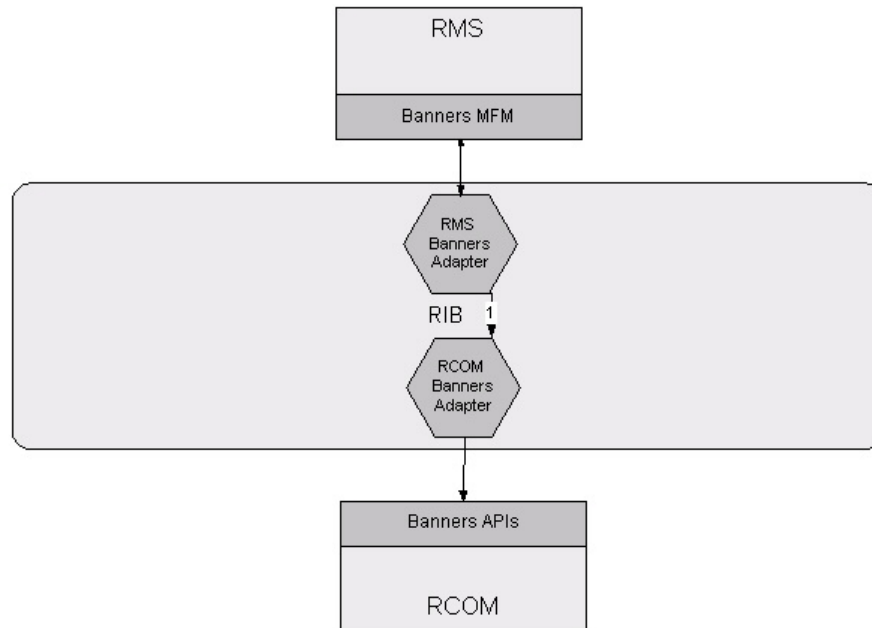 RMS
Banners MFM
RMS
Banners
Adapter
RIB 1
RCOM
Banners
Adapter
Banners APIs
RCOM